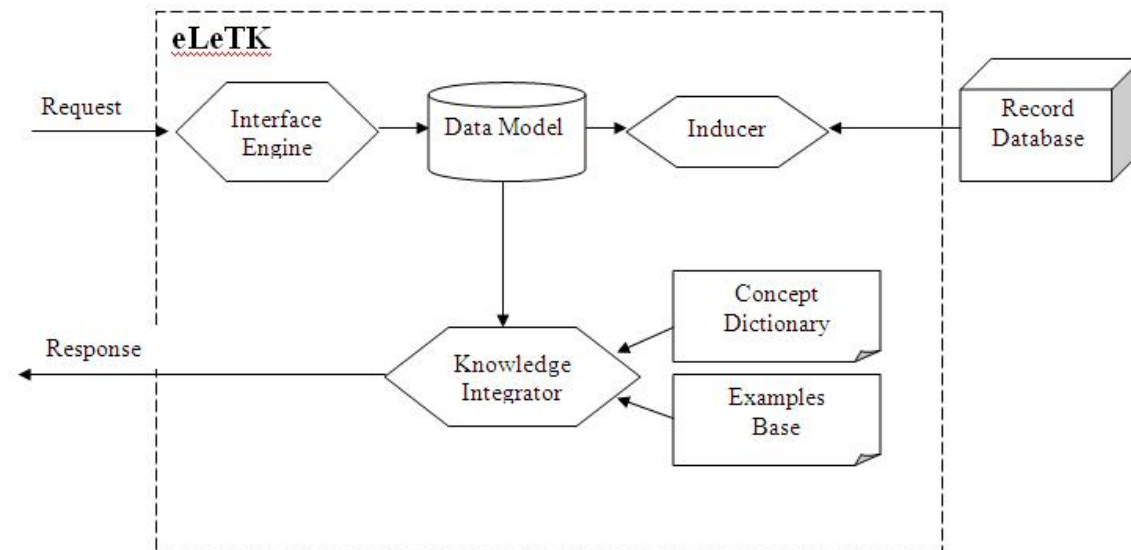 eLeTK
Request
Interface
Engine
Data Model
Inducer
Record
Database
Concept
Dictionary
Response
Knowledge
Integrator
Examples
Base